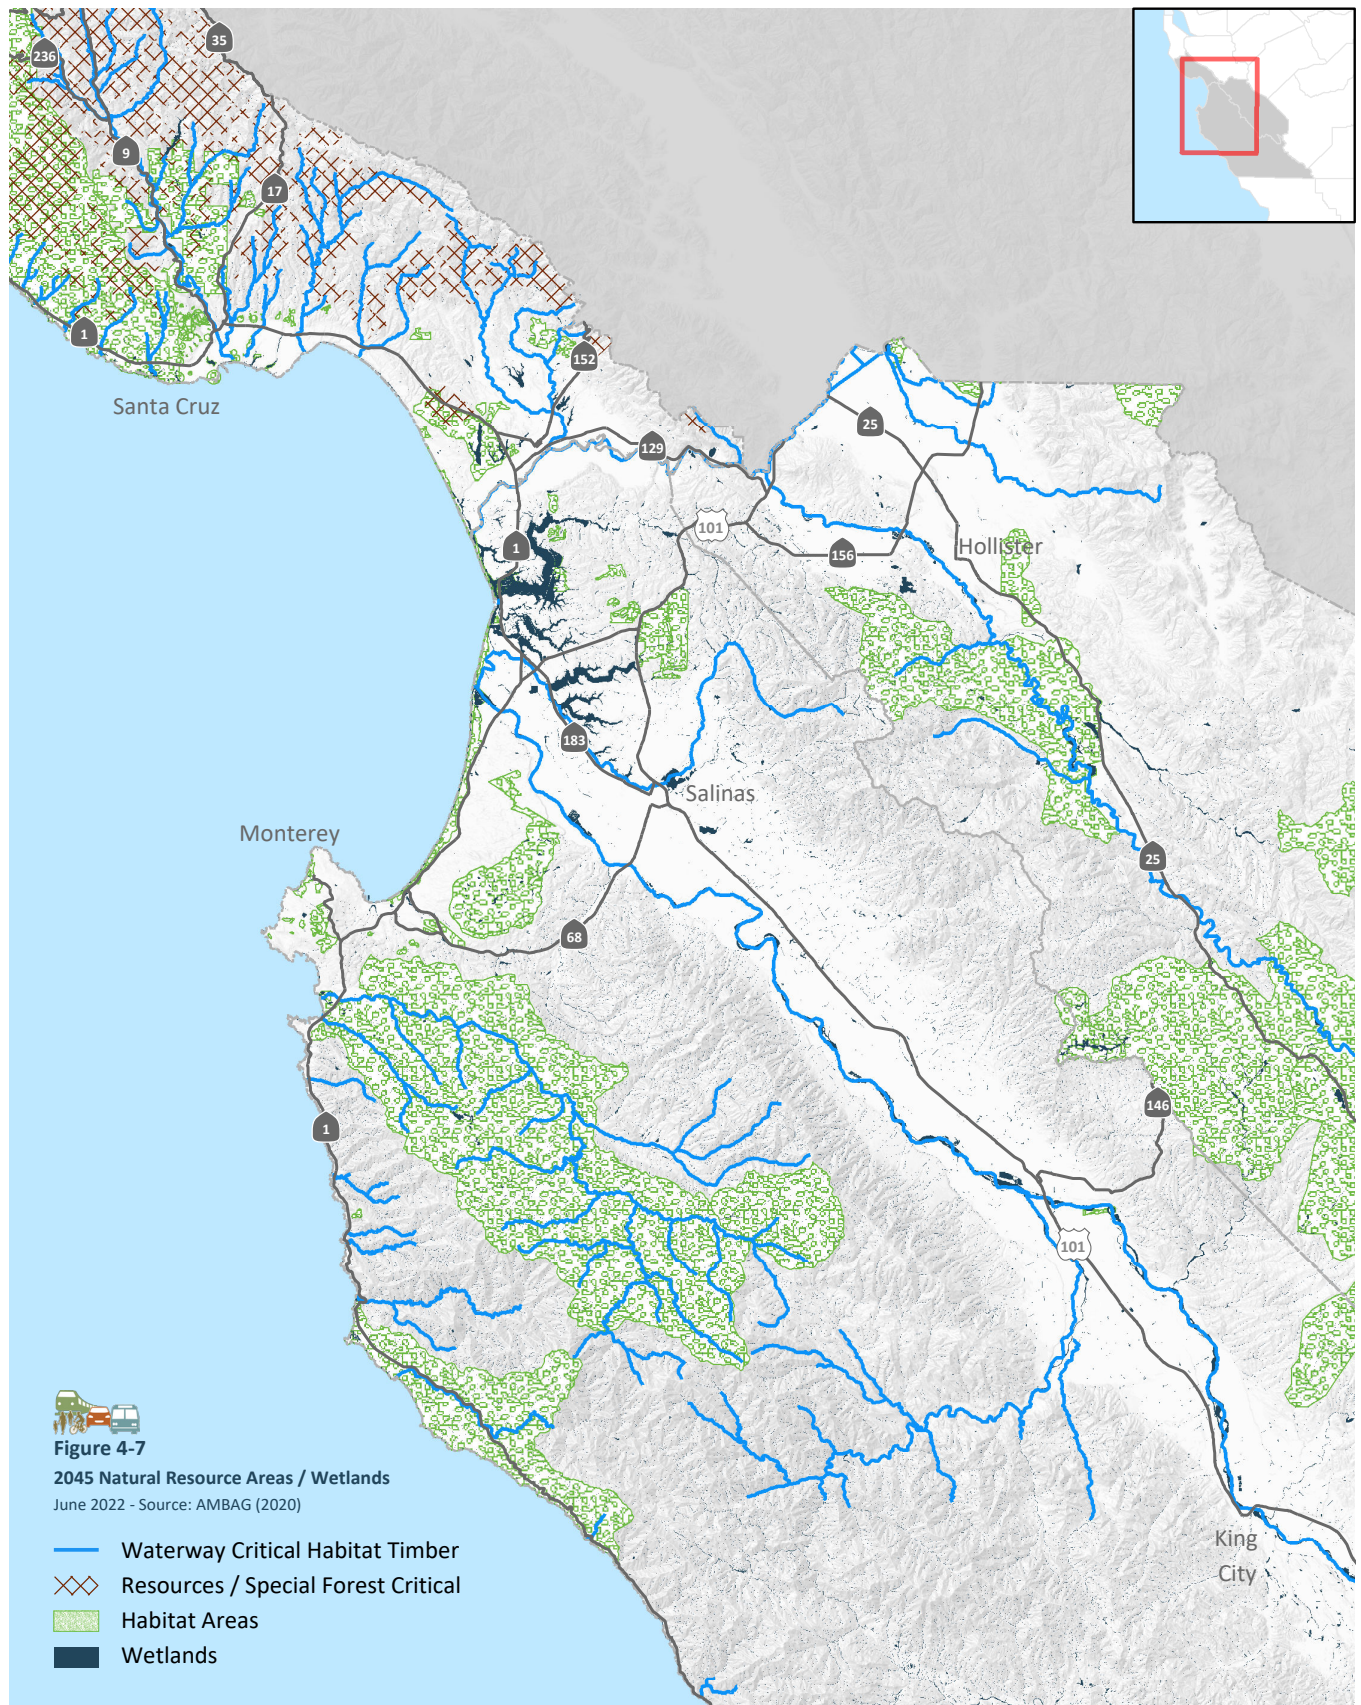 35
236
9
17
1
Santa Cruz
152
25
129
101
1
156
Hollister
183
Salinas
Monterey
25
68
146
1
101
Figure 4-7
2045 Natural Resource Areas / Wetlands
June 2022 - Source: AMBAG (2020)
King
City
Waterway Critical Habitat Timber
Resources / Special Forest Critical
Habitat Areas
Wetlands